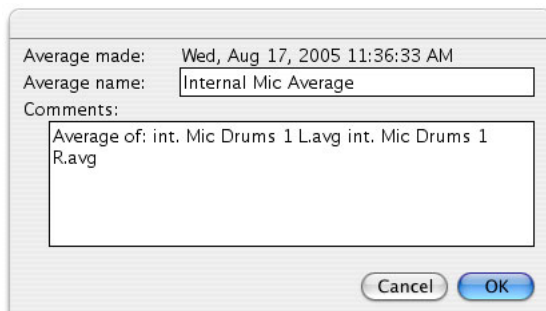 Average made: Wed, Aug 17, 2005 11:36:33 AM
Average name: Internal Mic Average
Comments:
Average of: int. Mic Drums 1 L.avg int. Mic Drums 1
R.avg
Cancel OK